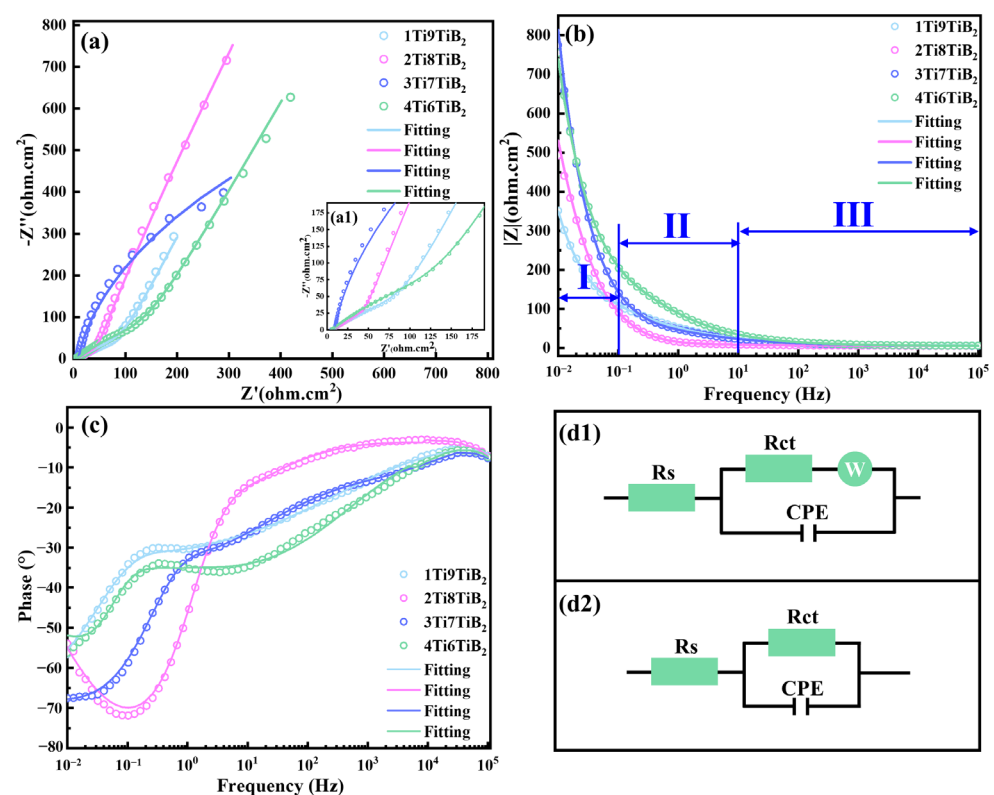 (a)
1Ti9TiB₂
2Ti8TiB₂
3Ti7TiB₂
4Ti6TiB₂
Fitting
Fitting
Fitting
Fitting
-Z''(ohm.cm²)
800
700
600
500
400
300
200
100
0
0 100 200 300 400 500 600 700 800
Z'(ohm.cm²)
(a1)
-Z''(ohm.cm²)
175
150
125
100
75
50
25
0
0 25 50 75 100 125 150 175
Z'(ohm.cm²)
(b)
1Ti9TiB₂
2Ti8TiB₂
3Ti7TiB₂
4Ti6TiB₂
Fitting
Fitting
Fitting
Fitting
|Z|(ohm.cm²)
800
700
600
500
400
300
200
100
0
I
II
III
10⁻² 10⁻¹ 10⁰ 10¹ 10² 10³ 10⁴ 10⁵
Frequency (Hz)
(c)
Phase (°)
0
−10
−20
−30
−40
−50
−60
−70
−80
1Ti9TiB₂
2Ti8TiB₂
3Ti7TiB₂
4Ti6TiB₂
Fitting
Fitting
Fitting
Fitting
10⁻² 10⁻¹ 10⁰ 10¹ 10² 10³ 10⁴ 10⁵
Frequency (Hz)
(d1)
Rct
Rs
W
CPE
(d2)
Rct
Rs
CPE